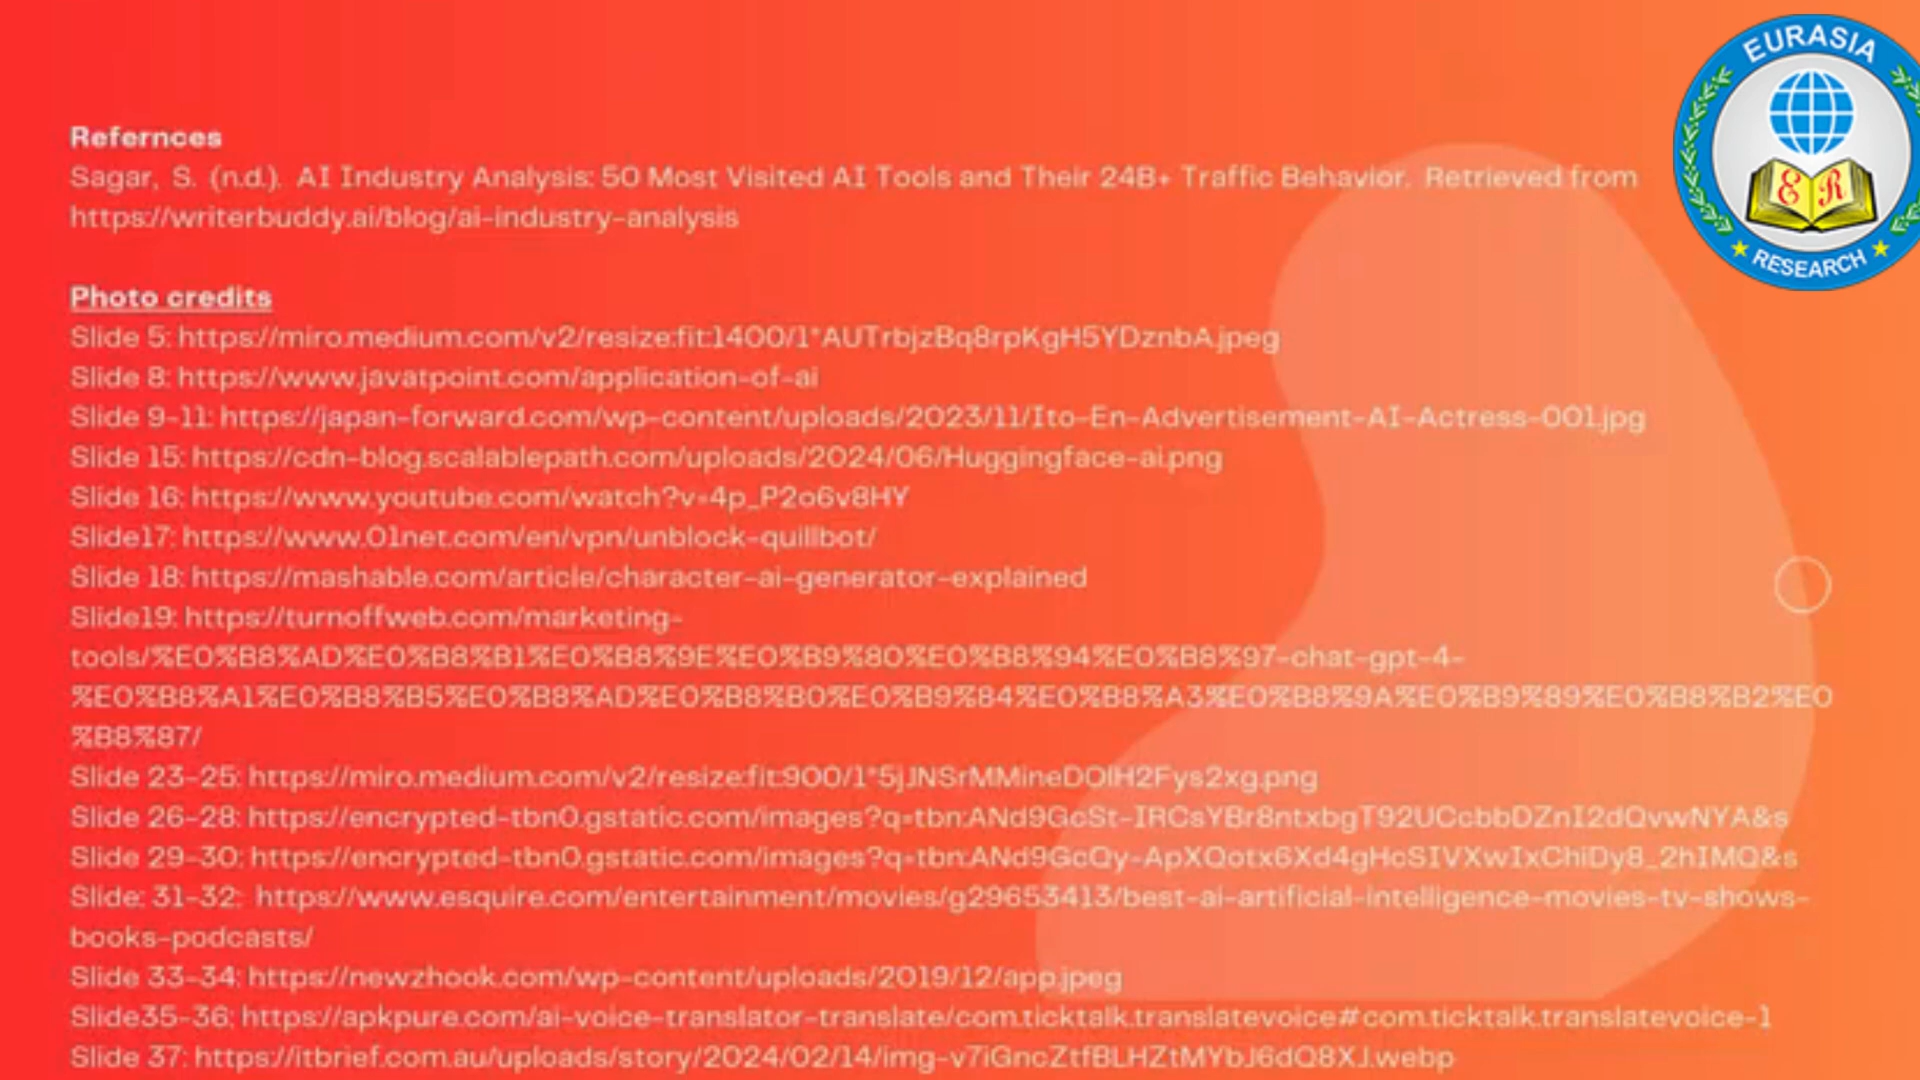 EURASIA
E R
RESEARCH
Refernces
Sagar, S. (n.d.). AI Industry Analysis: 50 Most Visited AI Tools and Their 24B+ Traffic Behavior. Retrieved from
https://writerbuddy.ai/blog/ai-industry-analysis
Photo credits
Slide 5: https://miro.medium.com/v2/resize:fit:1400/1*AUTrbjzBq8rpKgH5YDznbA.jpeg
Slide 8: https://www.javatpoint.com/application-of-ai
Slide 9-11: https://japan-forward.com/wp-content/uploads/2023/11/Ito-En-Advertisement-AI-Actress-001.jpg
Slide 15: https://cdn-blog.scalablepath.com/uploads/2024/06/Huggingface-ai.png
Slide 16: https://www.youtube.com/watch?v=4p_P2o6v8HY
Slide17: https://www.01net.com/en/vpn/unblock-quillbot/
Slide 18: https://mashable.com/article/character-ai-generator-explained
Slide19: https://turnoffweb.com/marketing-
tools/%E0%B8%AD%E0%B8%B1%E0%B8%9E%E0%B9%80%E0%B8%94%E0%B8%97-chat-gpt-4-
%E0%B8%A1%E0%B8%B5%E0%B8%AD%E0%B8%B0%E0%B9%84%E0%B8%A3%E0%B8%9A%E0%B9%89%E0%B8%B2%E0
%B8%87/
Slide 23-25: https://miro.medium.com/v2/resize:fit:900/1*5jJNSrMMineDOlH2Fys2xg.png
Slide 26-28: https://encrypted-tbn0.gstatic.com/images?q=tbn:ANd9GcSt-IRCsYBr8ntxbgT92UCcbbDZnI2dQvwNYA&s
Slide 29-30: https://encrypted-tbn0.gstatic.com/images?q=tbn:ANd9GcQy-ApXQotx6Xd4gHcSIVXwIxChiDy8_2hIMQ&s
Slide: 31-32: https://www.esquire.com/entertainment/movies/g29653413/best-ai-artificial-intelligence-movies-tv-shows-
books-podcasts/
Slide 33-34: https://newzhook.com/wp-content/uploads/2019/12/app.jpeg
Slide35-36: https://apkpure.com/ai-voice-translator-translate/com.ticktalk.translatevoice#com.ticktalk.translatevoice-1
Slide 37: https://itbrief.com.au/uploads/story/2024/02/14/img-v7iGncZtfBLHZtMYbJ6dQ8XJ.webp